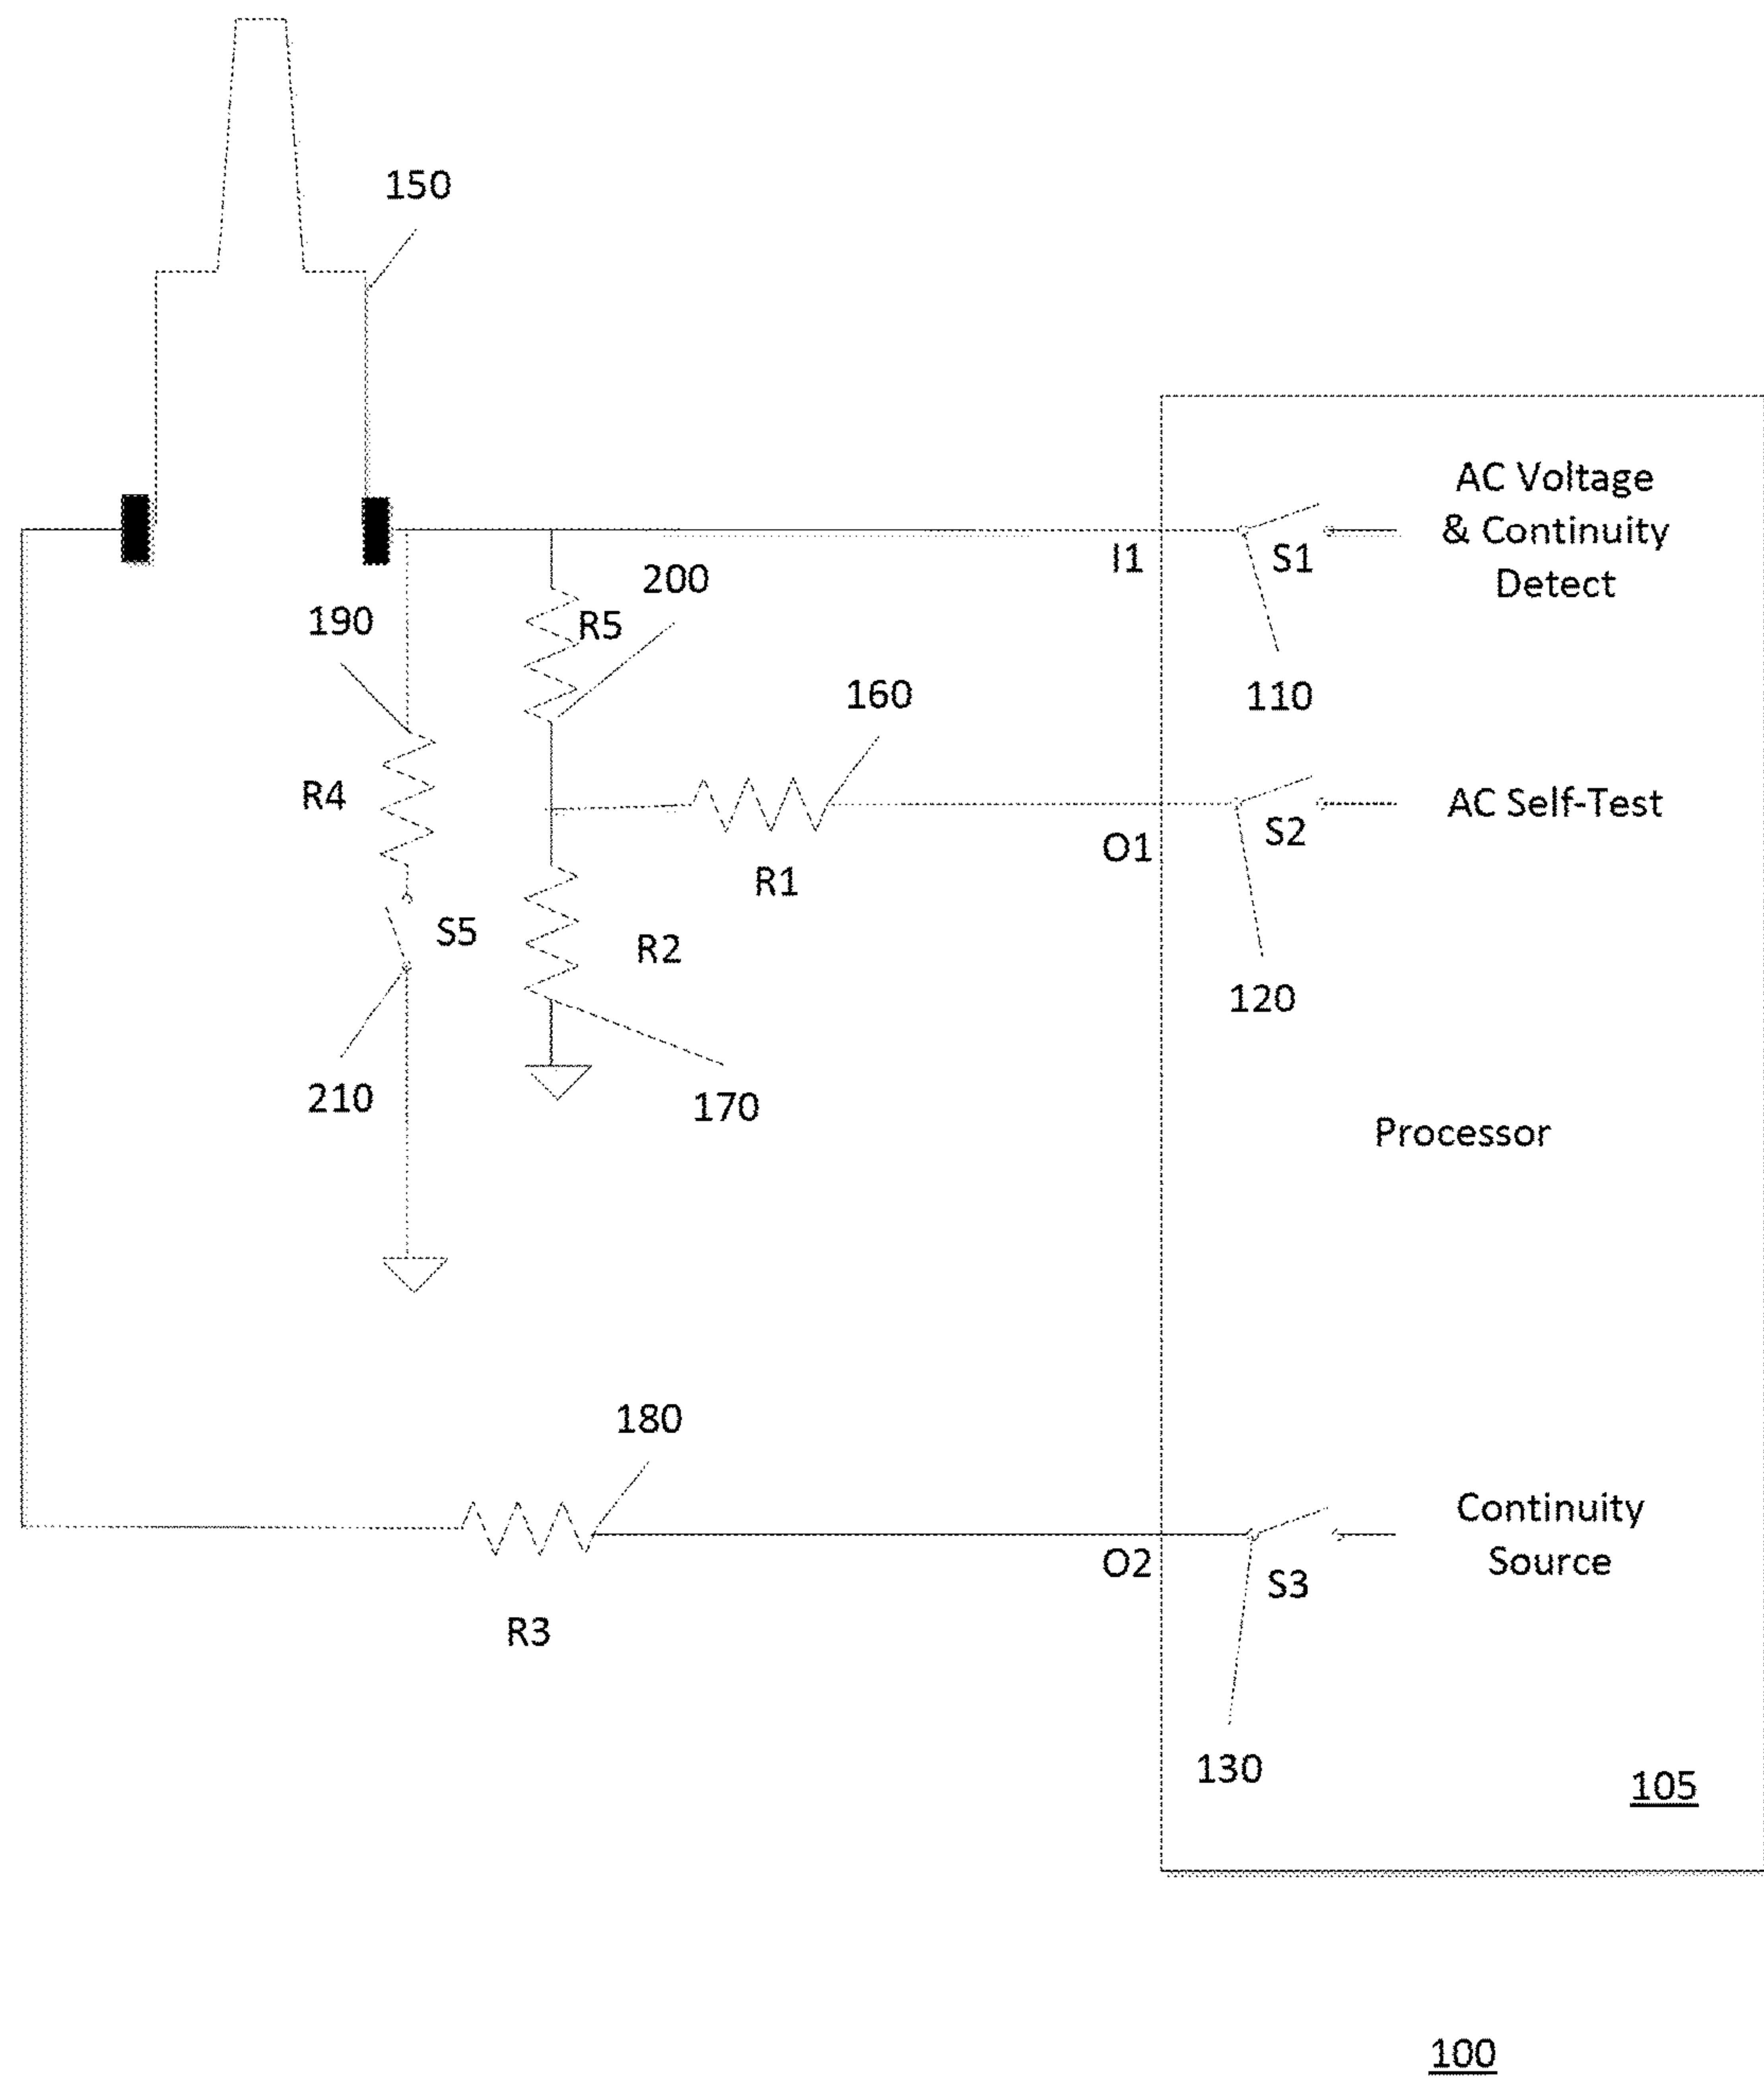 150
AC Voltage
& Continuity
Detect
I1
S1
200
190
R5
160
110
R4
AC Self-Test
S2
O1
R1
S5
R2
120
210
170
Processor
180
Continuity
Source
O2
S3
R3
130
105
100